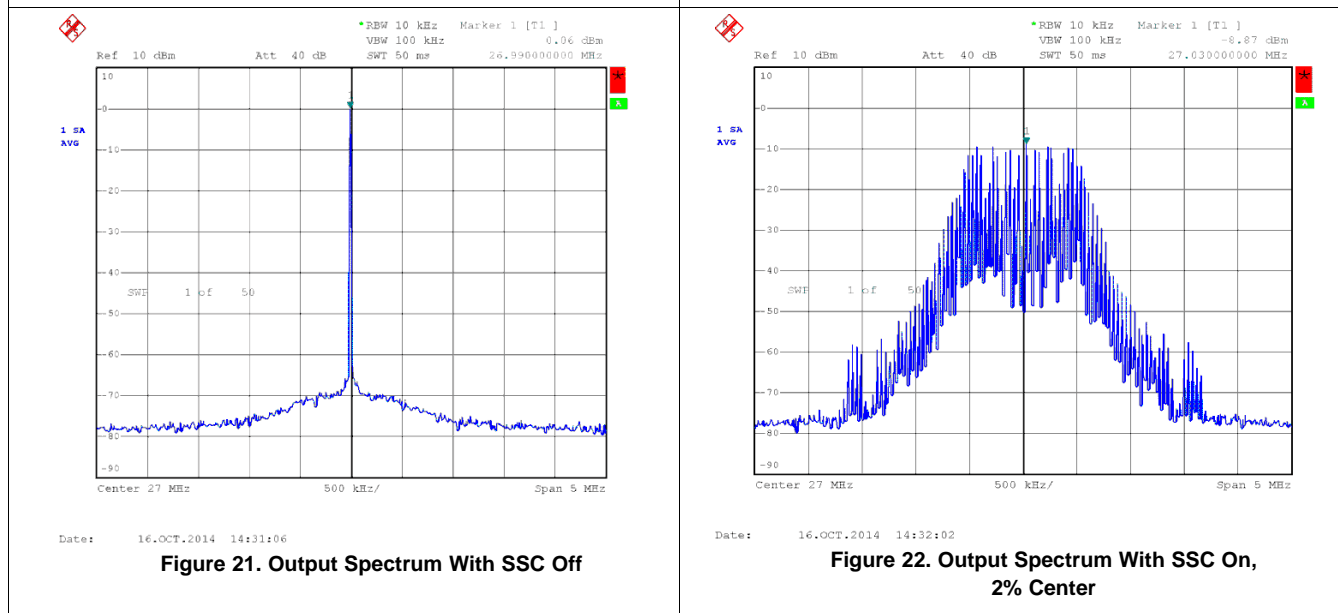 R
S
* RBW 10 kHz Marker 1 [T1 ]
VBW 100 kHz 0.06 dBm
Ref 10 dBm Att 40 dB SWT 50 ms 26.990000000 MHz
10
*
1
0
A
1 SA
AVG
-10
-20
-30
-40
SWP 1 of 50
-50
-60
-70
-80
-90
Center 27 MHz 500 kHz/ Span 5 MHz
Date: 16.OCT.2014 14:31:06
Figure 21. Output Spectrum With SSC Off
R
S
* RBW 10 kHz Marker 1 [T1 ]
VBW 100 kHz -8.87 dBm
Ref 10 dBm Att 40 dB SWT 50 ms 27.030000000 MHz
10
*
0
A
1
1 SA
AVG
-10
-20
-30
-40
SWP 1 of 50
-50
-60
-70
-80
-90
Center 27 MHz 500 kHz/ Span 5 MHz
Date: 16.OCT.2014 14:32:02
Figure 22. Output Spectrum With SSC On,
2% Center